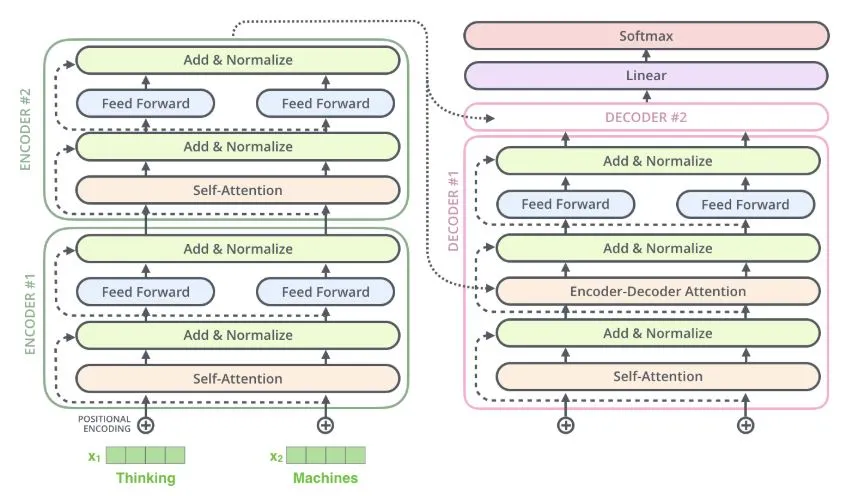 ENCODER #2
Add & Normalize
Feed Forward
Feed Forward
Add & Normalize
Self-Attention
ENCODER #1
Add & Normalize
Feed Forward
Feed Forward
Add & Normalize
Self-Attention
POSITIONAL
ENCODING
x1
x2
Thinking
Machines
Softmax
Linear
DECODER #2
DECODER #1
Add & Normalize
Feed Forward
Feed Forward
Add & Normalize
Encoder-Decoder Attention
Add & Normalize
Self-Attention